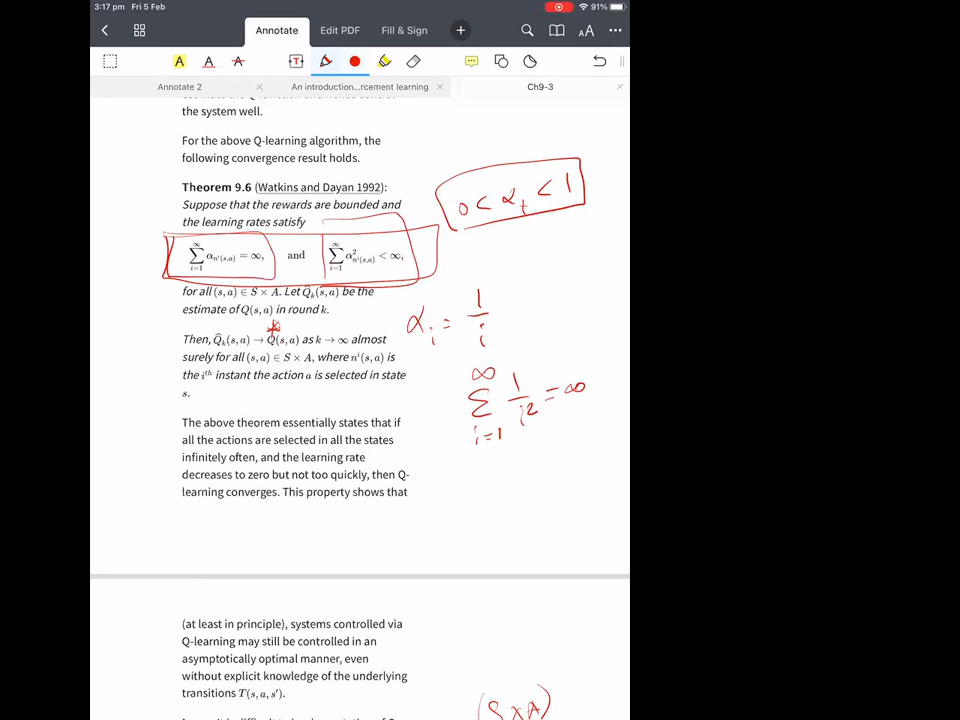 3:17 pm Fri 5 Feb
91%
Annotate Edit PDF Fill & Sign
Annotate 2
An introduction...rcement learning
Ch9-3
the system well.
For the above Q-learning algorithm, the
following convergence result holds.
Theorem 9.6 (Watkins and Dayan 1992):
Suppose that the rewards are bounded and
the learning rates satisfy
0 < α_t < 1
∑_{i=1}^{∞} α_{n^i(s,a)} = ∞, and ∑_{i=1}^{∞} α²_{n^i(s,a)} < ∞,
for all (s, a) ∈ S × A. Let Q̂_k(s, a) be the
estimate of Q(s, a) in round k.
α_i = 1/i
Then, Q̂_k(s, a) → Q*(s, a) as k → ∞ almost
surely for all (s, a) ∈ S × A, where n^i(s, a) is
the i^th instant the action a is selected in state
s.
∑_{i=1}^{∞} 1/i² = ∞
The above theorem essentially states that if
all the actions are selected in all the states
infinitely often, and the learning rate
decreases to zero but not too quickly, then Q-
learning converges. This property shows that
(at least in principle), systems controlled via
Q-learning may still be controlled in an
asymptotically optimal manner, even
without explicit knowledge of the underlying
transitions T(s, a, s′).
(S×A)